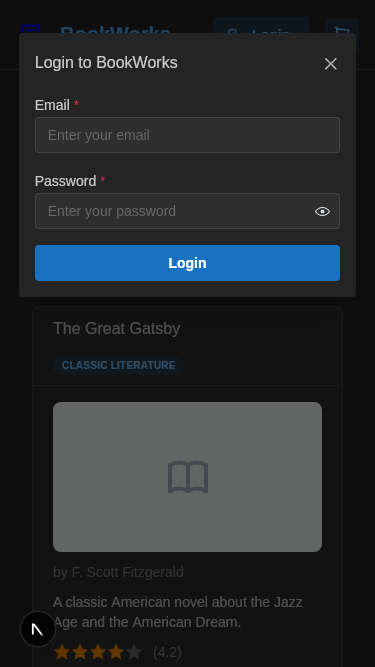 BookWorks
Login
Login to BookWorks
Email *
Enter your email
Password *
Enter your password
Login
The Great Gatsby
CLASSIC LITERATURE
by F. Scott Fitzgerald
A classic American novel about the Jazz
Age and the American Dream.
(4.2)